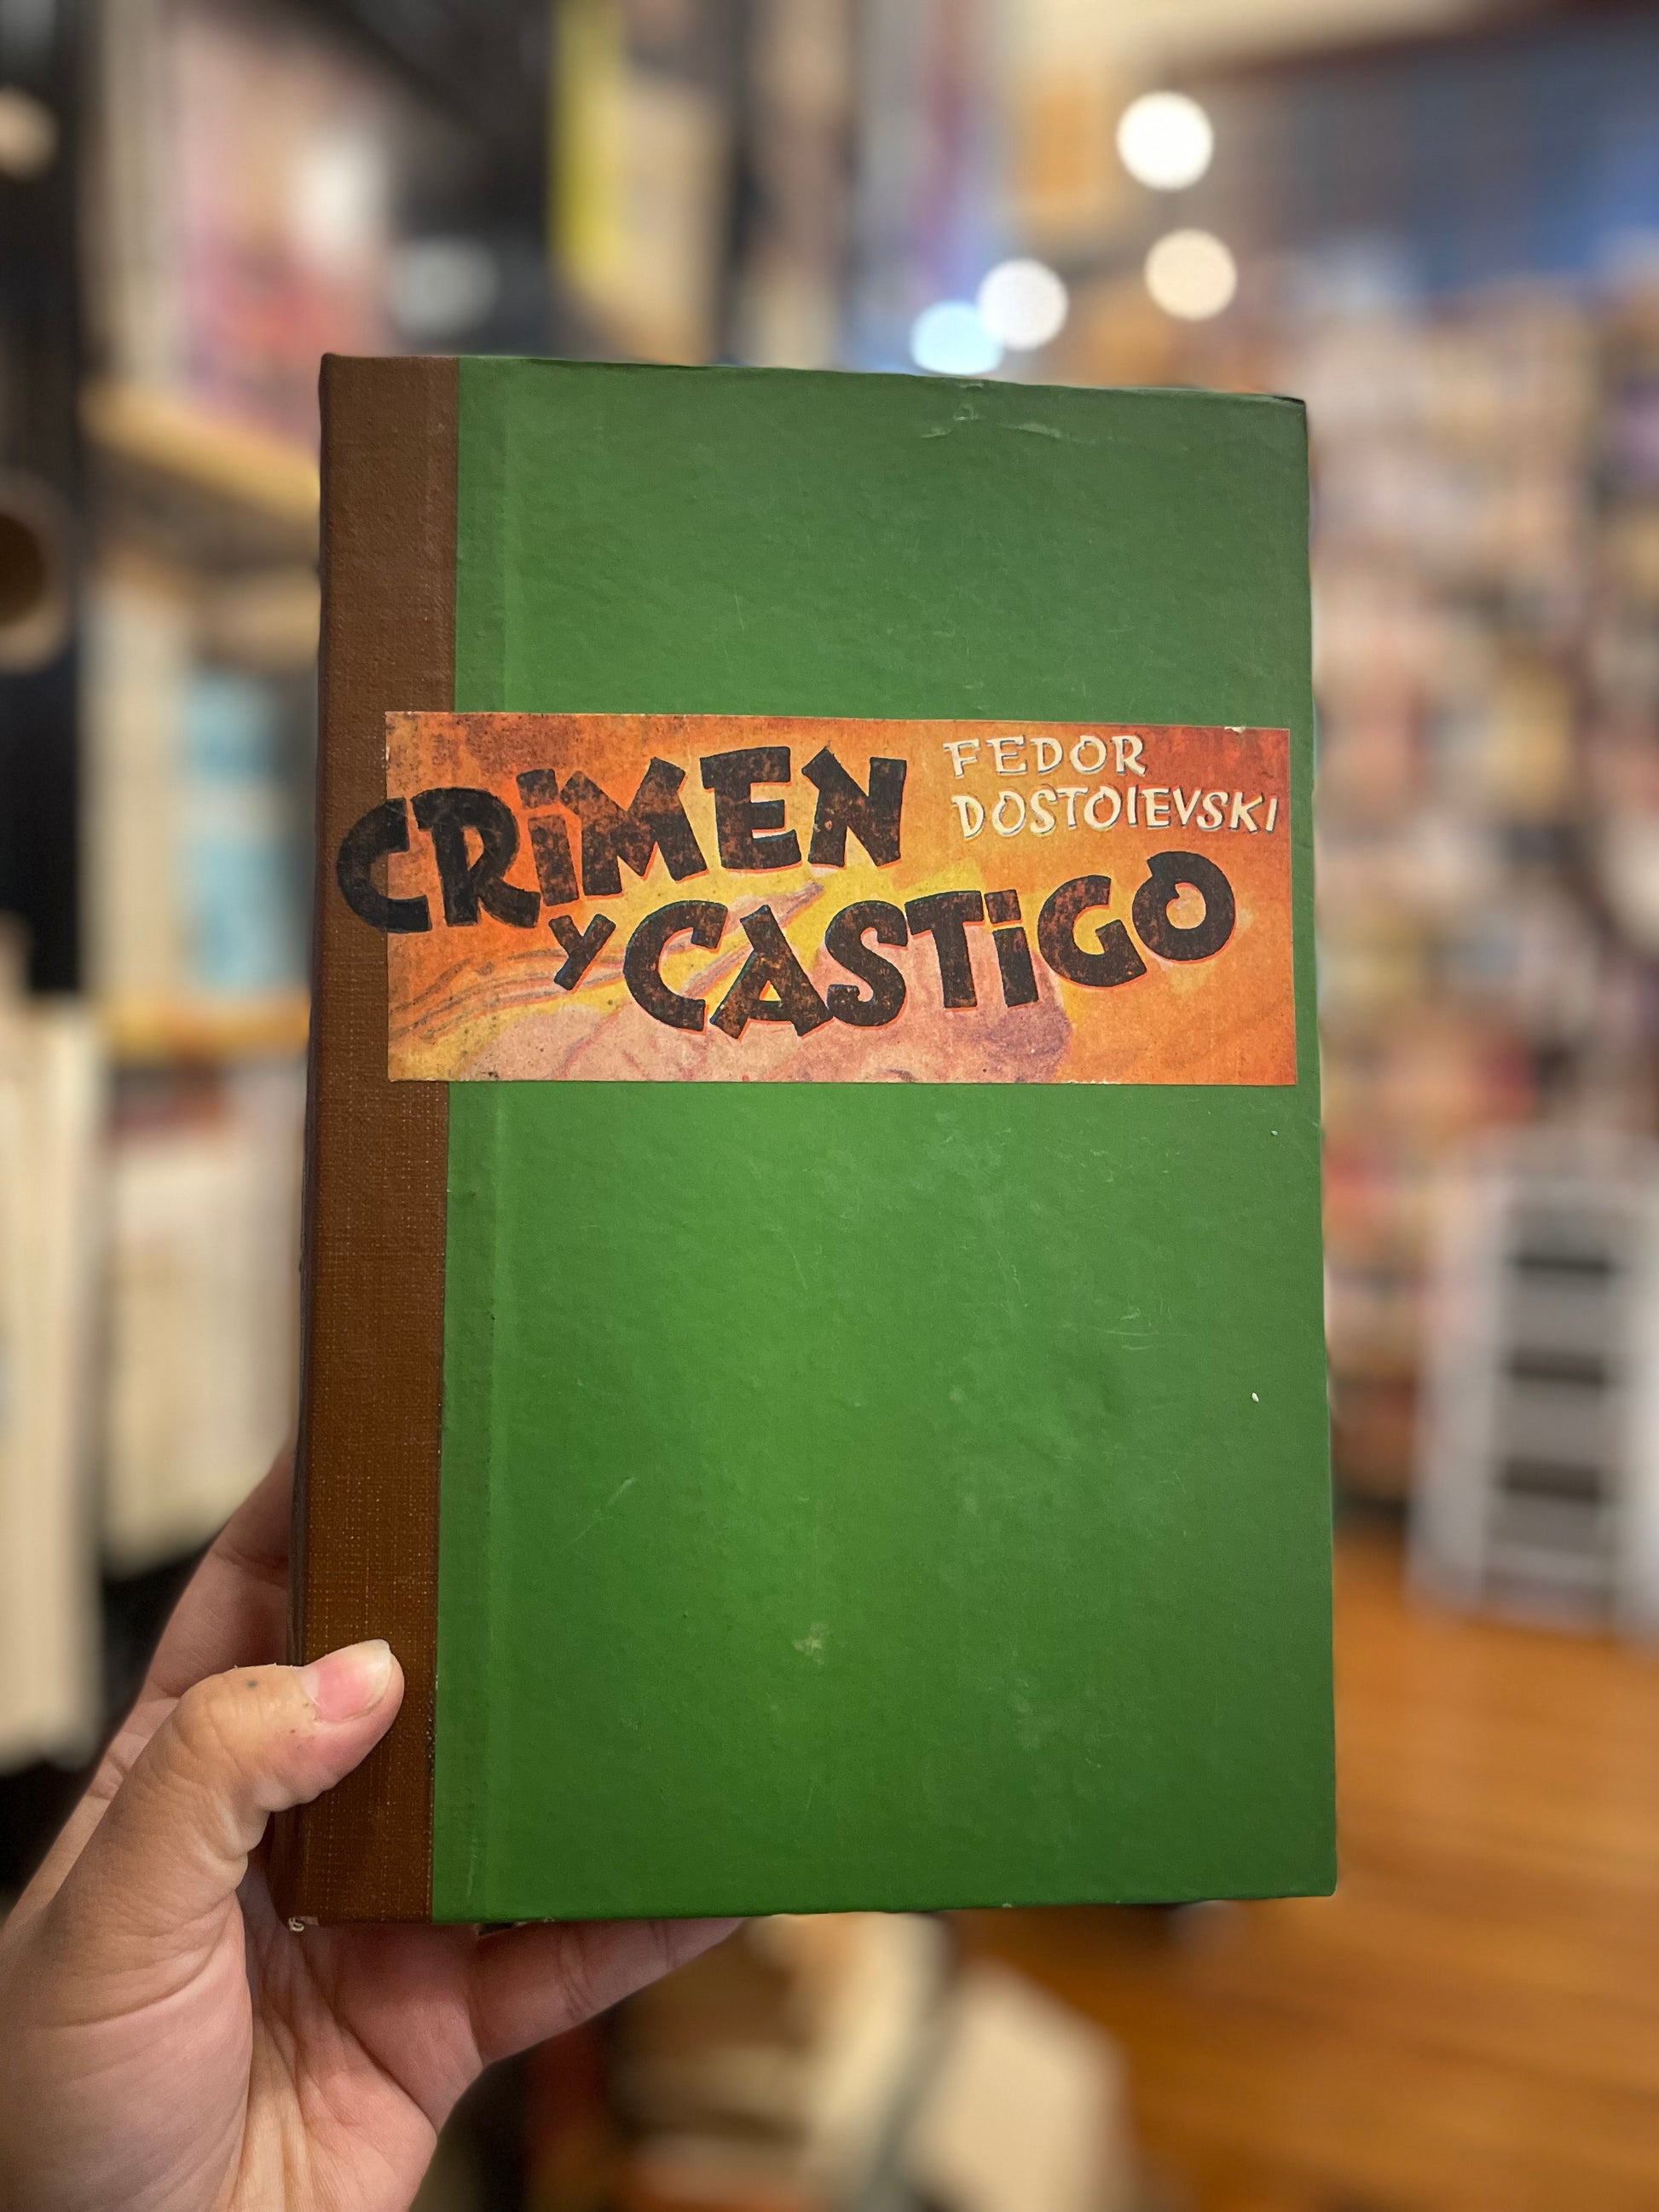 CRiMEN
FEDOR
DOSTOIEVSKI
Y CASTiGO